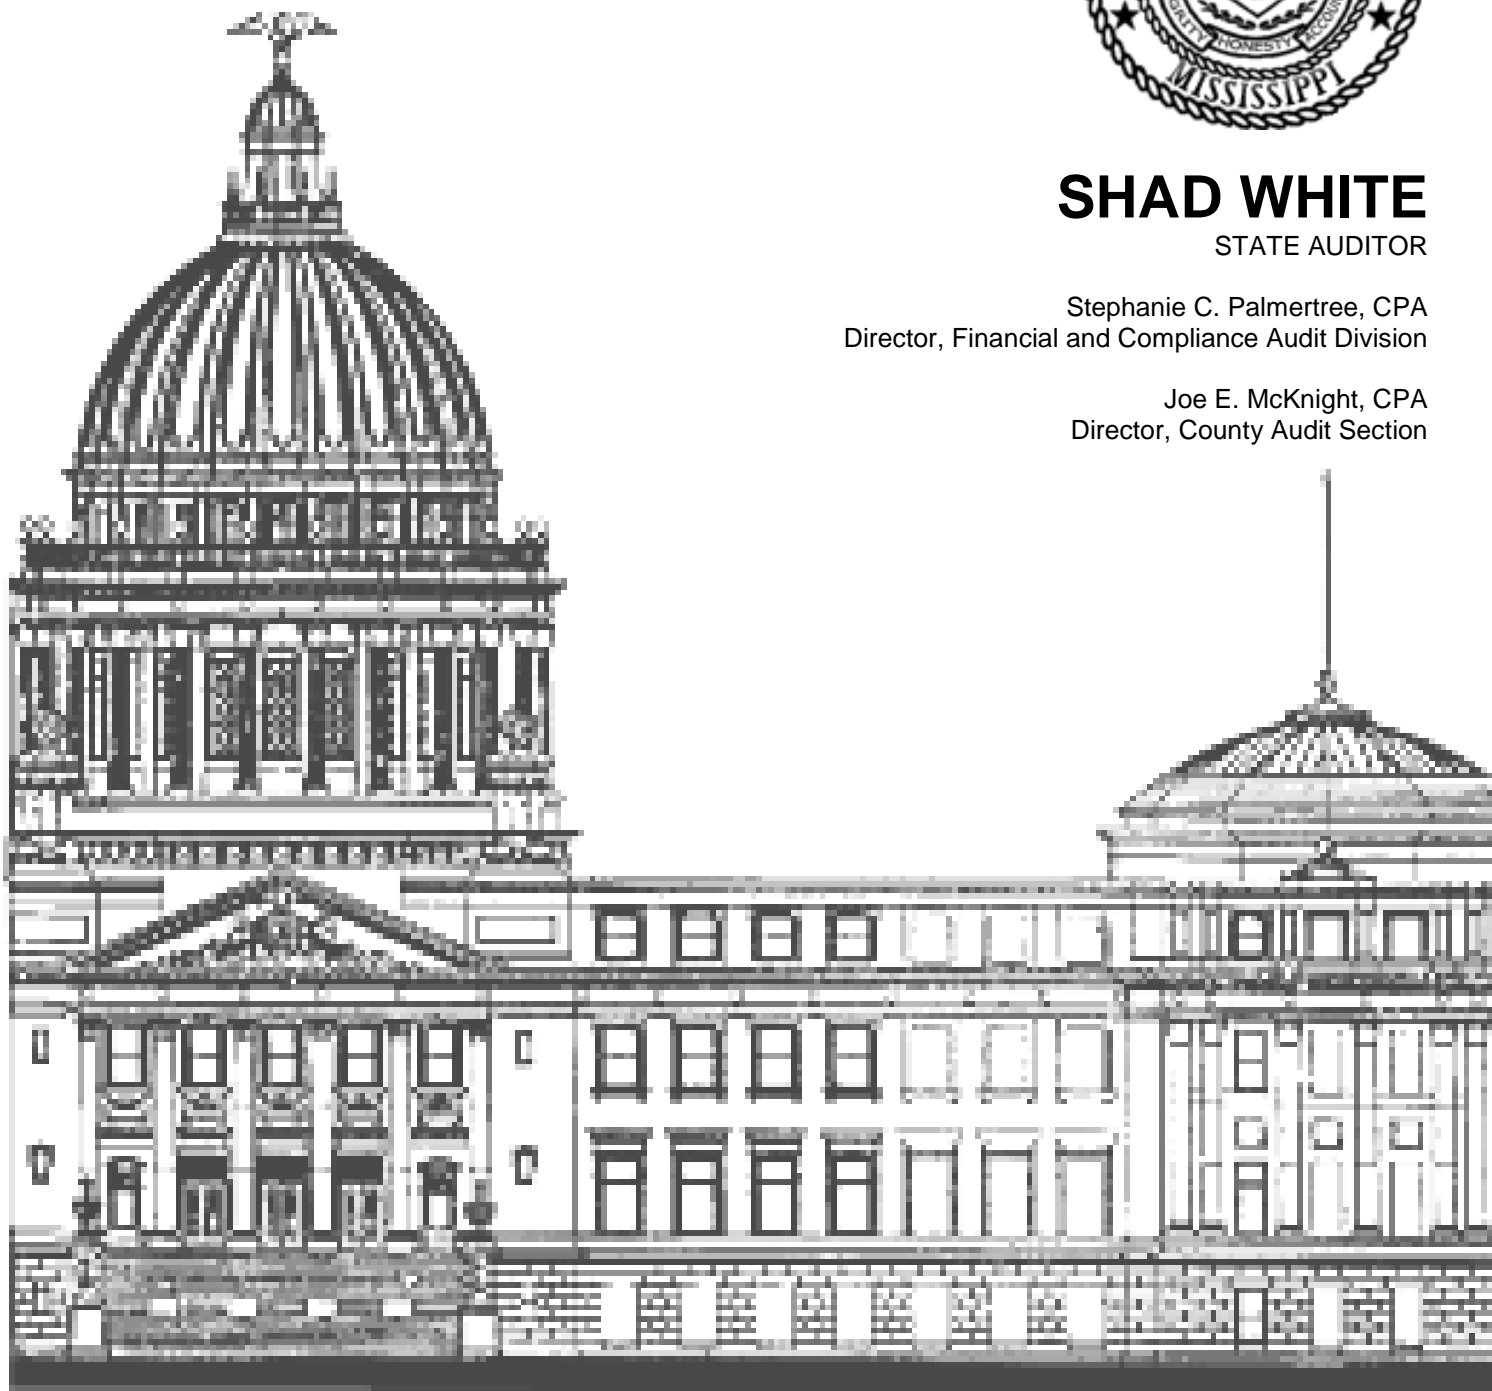 HONESTY
MISSISSIPPI
SHAD WHITE
STATE AUDITOR
Stephanie C. Palmertree, CPA
Director, Financial and Compliance Audit Division
Joe E. McKnight, CPA
Director, County Audit Section